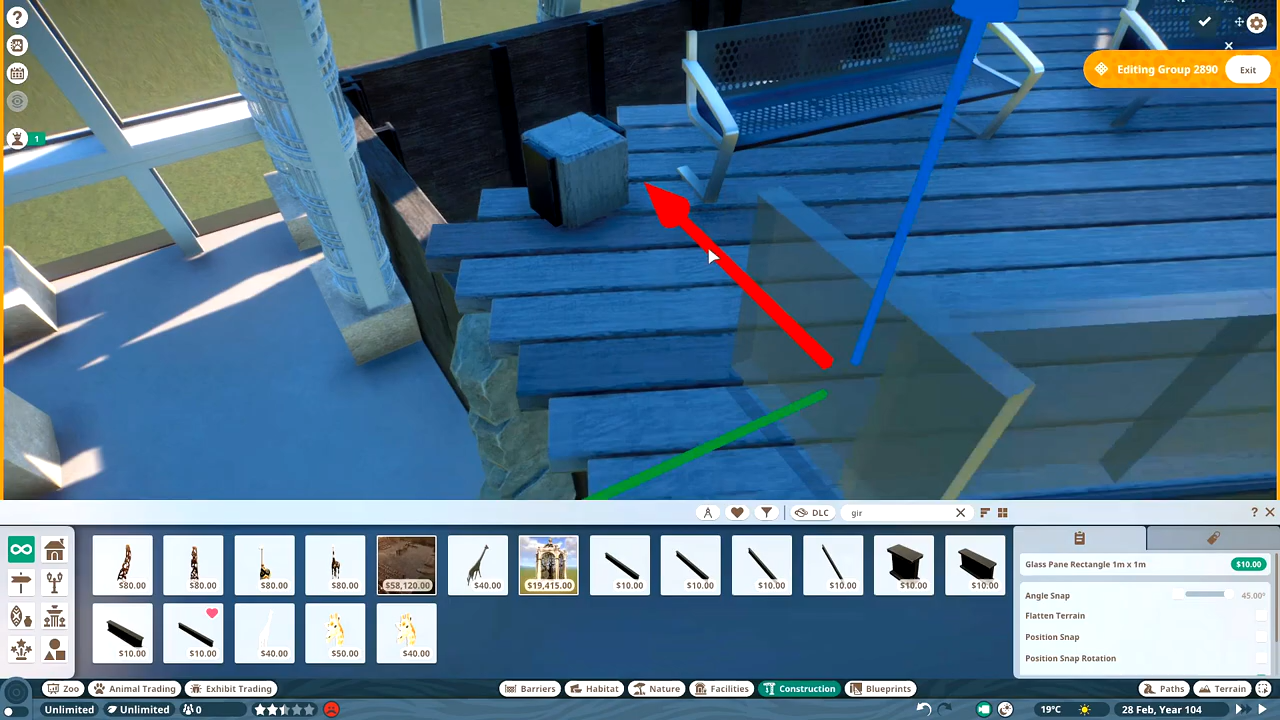 ?
1
Editing Group 2890
Exit
DLC
gir
?
$80.00
$80.00
$80.00
$80.00
$58,120.00
$40.00
$19,415.00
$10.00
$10.00
$10.00
$10.00
$10.00
$10.00
$10.00
$10.00
$40.00
$50.00
$40.00
Glass Pane Rectangle 1m x 1m
$10.00
Angle Snap
45.00°
Flatten Terrain
Position Snap
Position Snap Rotation
Zoo
Animal Trading
Exhibit Trading
Barriers
Habitat
Nature
Facilities
Construction
Blueprints
Paths
Terrain
Unlimited
Unlimited
0
19°C
28 Feb, Year 104